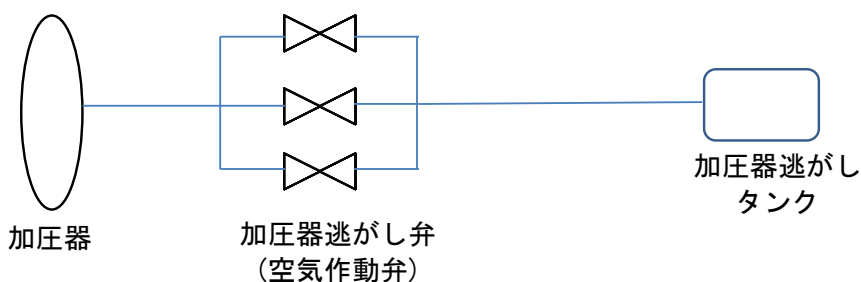 加圧器
加圧器逃がし弁
（空気作動弁）
加圧器逃がし
タンク